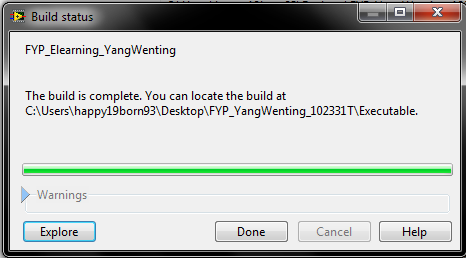 Build status
FYP_Elearning_YangWenting
The build is complete. You can locate the build at
C:\Users\happy19born93\Desktop\FYP_YangWenting_102331T\Executable.
Warnings
Explore Done Cancel Help